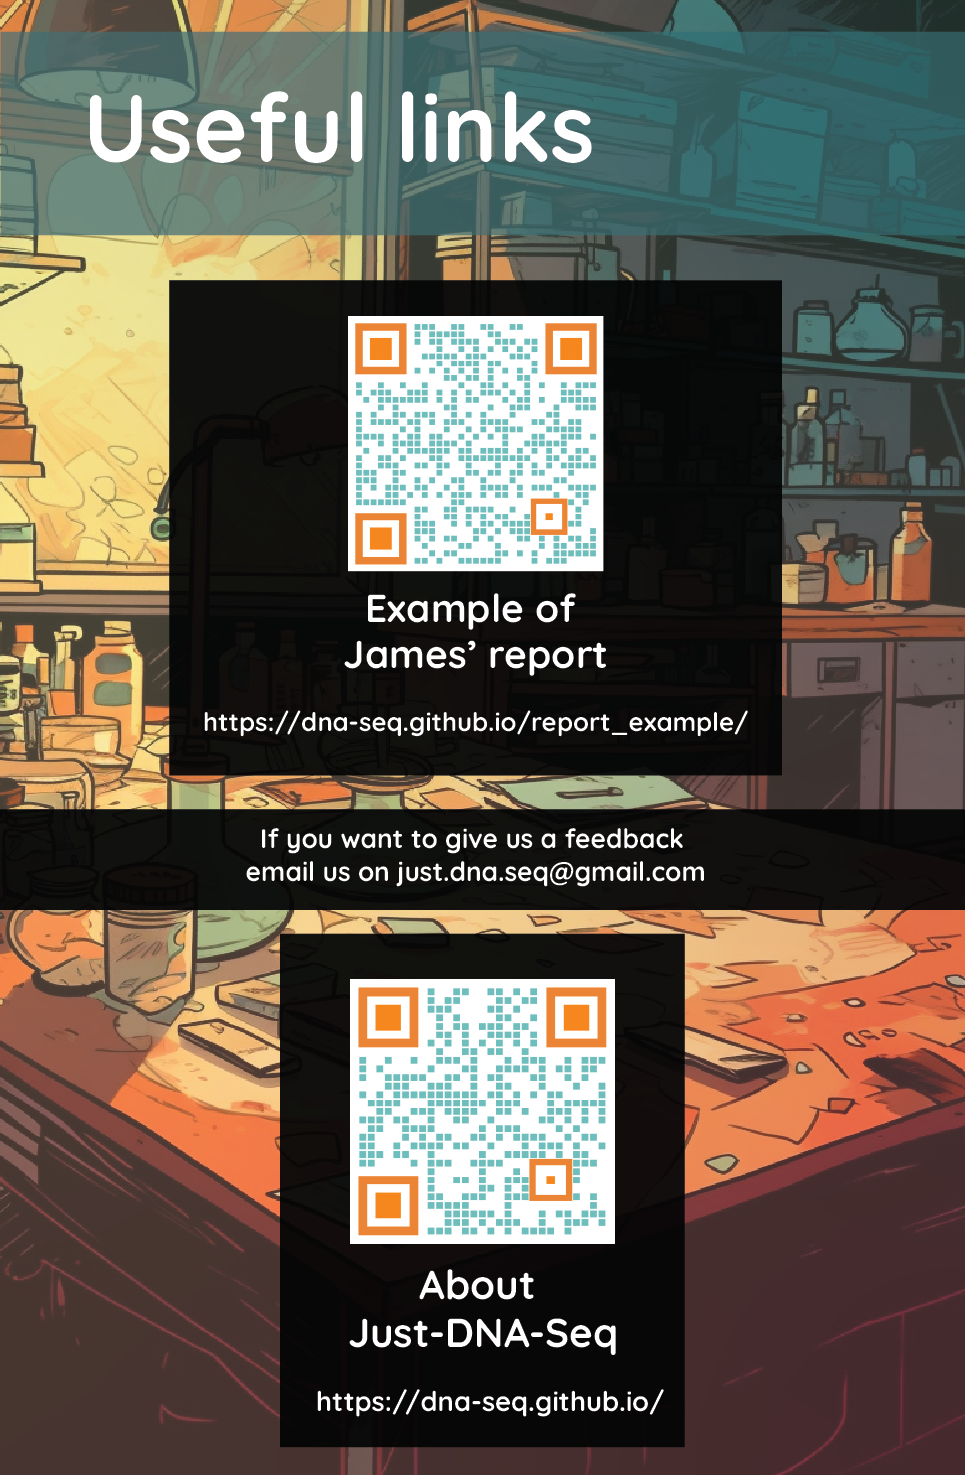 Useful links
Example of
James’ report
https://dna-seq.github.io/report_example/
If you want to give us a feedback
email us on just.dna.seq@gmail.com
About
Just-DNA-Seq
https://dna-seq.github.io/